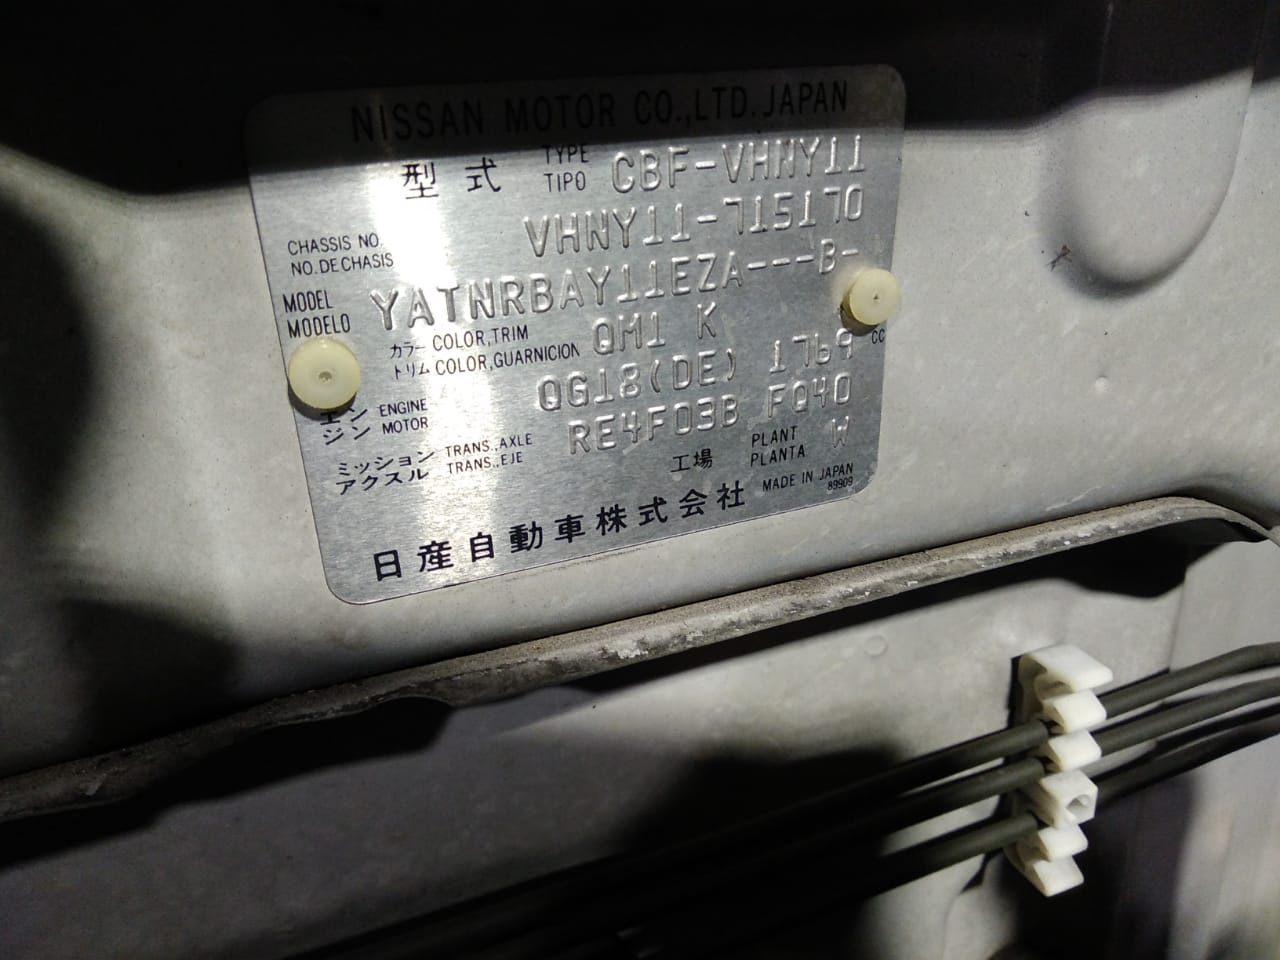 NISSAN MOTOR CO.,LTD.JAPAN
型式 TYPE TIPO CBF-VHNY11
CHASSIS NO. NO.DE CHASIS VHNY11-715170
MODEL MODELO YATNRBAY11EZA---B-
カラー トリム COLOR,TRIM COLOR,GUARNICION QM1 K
エンジン ENGINE MOTOR QG18(DE) 1769 CC
ミッション アクスル TRANS.,AXLE TRANS.,EJE RE4F03B FQ40
工場 PLANT PLANTA W
日産自動車株式会社 MADE IN JAPAN
89909